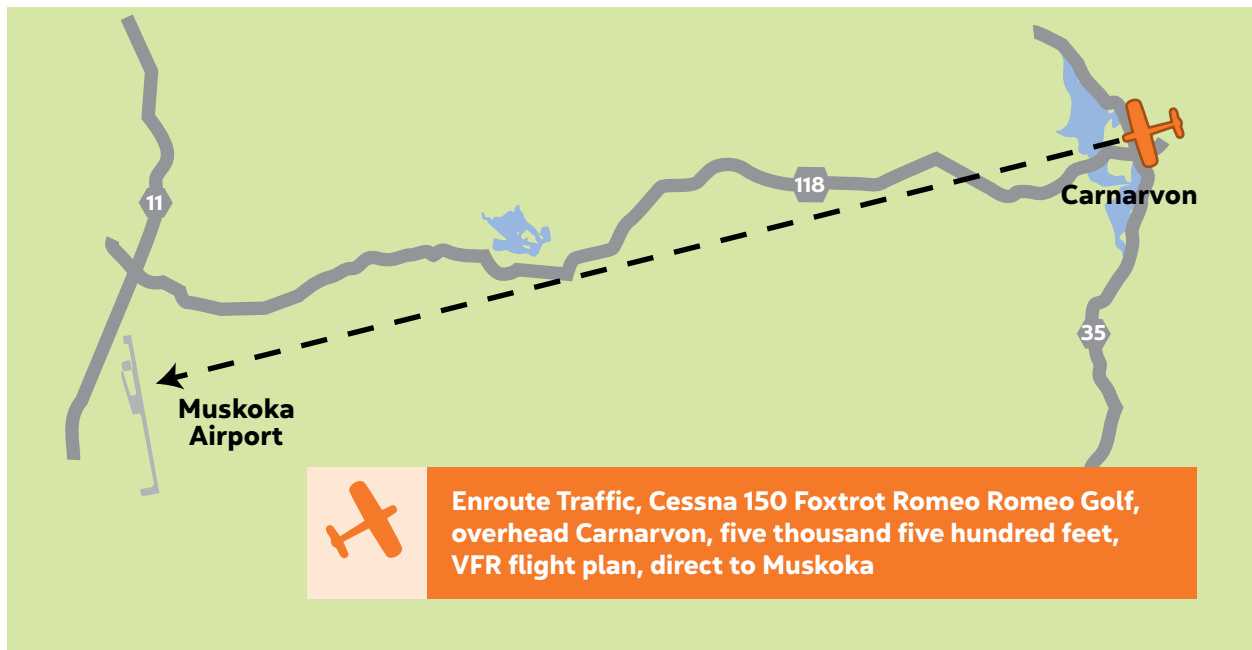 11
118
Carnarvon
35
Muskoka
Airport
Enroute Traffic, Cessna 150 Foxtrot Romeo Romeo Golf,
overhead Carnarvon, five thousand five hundred feet,
VFR flight plan, direct to Muskoka